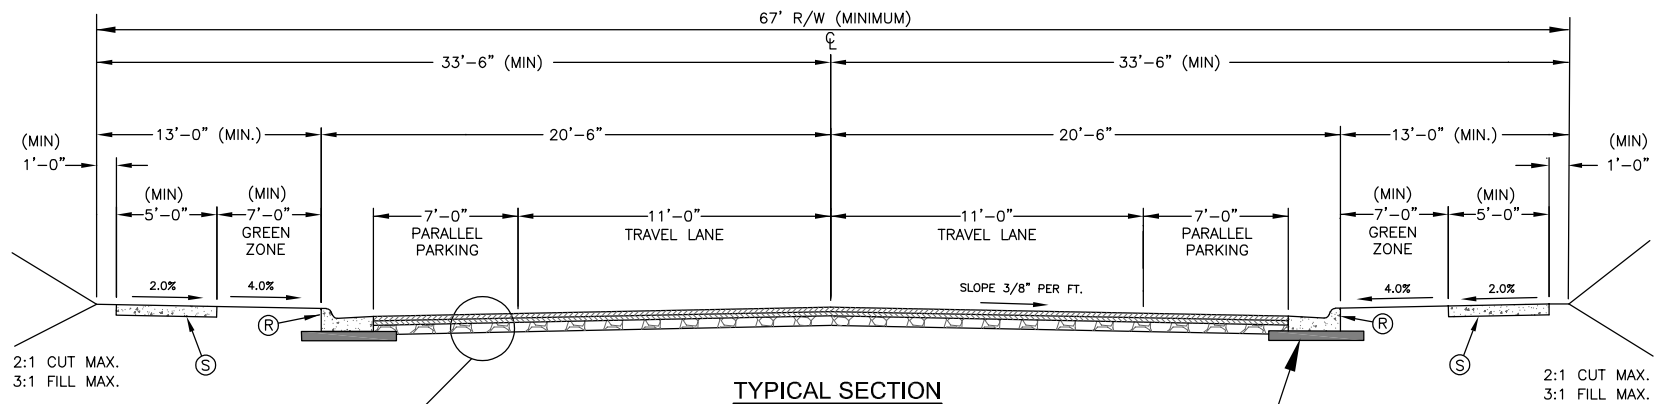 67' R/W (MINIMUM)
CL
33'-6" (MIN)
33'-6" (MIN)
13'-0" (MIN.)
20'-6"
20'-6"
13'-0" (MIN.)
(MIN)
1'-0"
(MIN)
1'-0"
(MIN)
5'-0"
(MIN)
7'-0"
GREEN
ZONE
7'-0"
PARALLEL
PARKING
11'-0"
TRAVEL LANE
11'-0"
TRAVEL LANE
7'-0"
PARALLEL
PARKING
(MIN)
7'-0"
GREEN
ZONE
(MIN)
5'-0"
2.0%
4.0%
SLOPE 3/8" PER FT.
4.0%
2.0%
R
R
S
S
2:1 CUT MAX.
3:1 FILL MAX.
TYPICAL SECTION
2:1 CUT MAX.
3:1 FILL MAX.